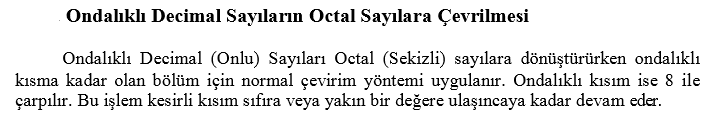 Ondalıklı Decimal Sayıların Octal Sayılara Çevrilmesi
Ondalıklı Decimal (Onlu) Sayıları Octal (Sekizli) sayılara dönüştürürken ondalıklı
kısma kadar olan bölüm için normal çevirim yöntemi uygulanır. Ondalıklı kısım ise 8 ile
çarpılır. Bu işlem kesirli kısım sıfıra veya yakın bir değere ulaşıncaya kadar devam eder.